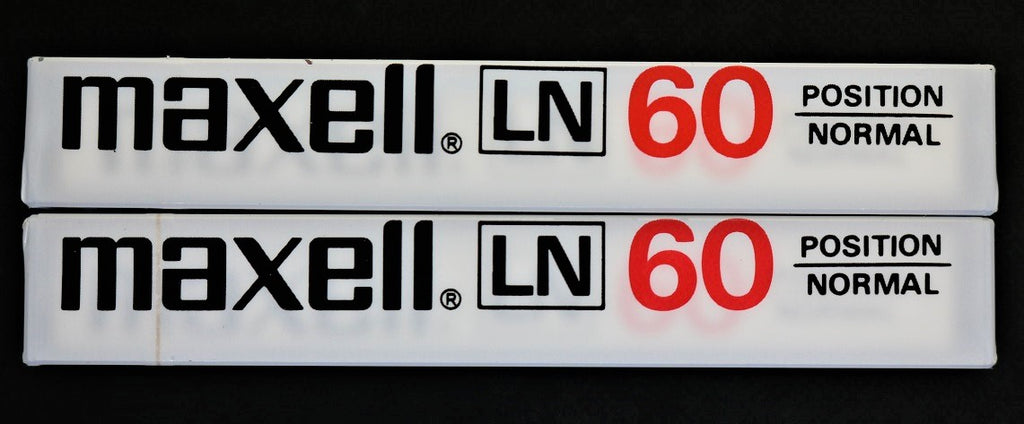 maxell® LN 60 POSITION
NORMAL
maxell® LN 60 POSITION
NORMAL